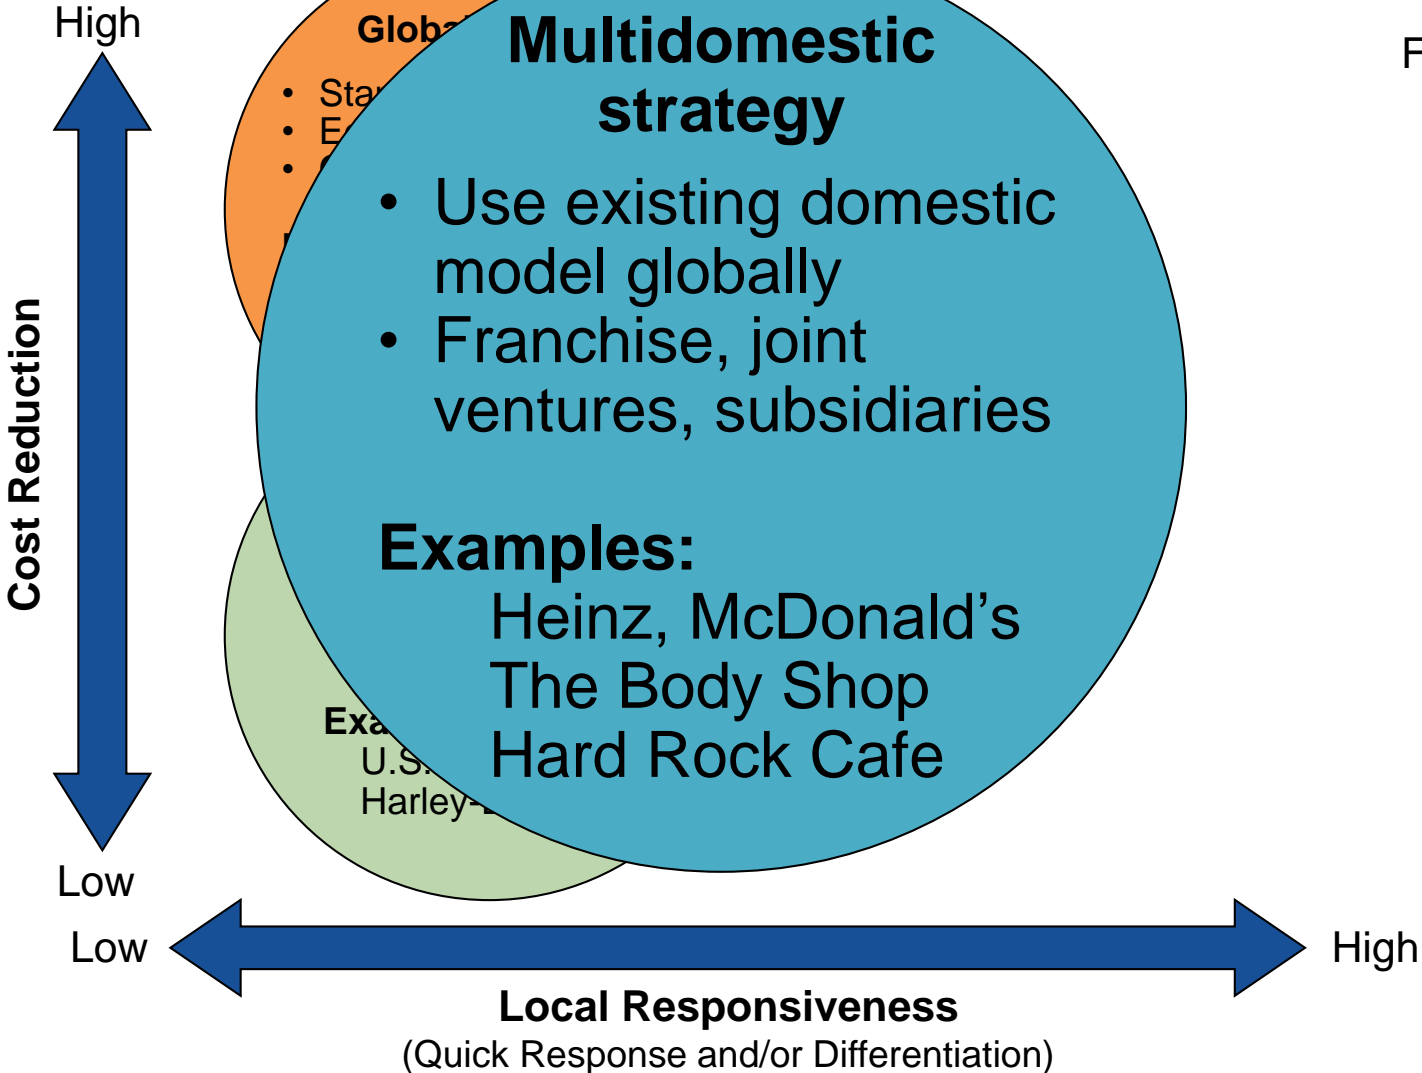 High
Multidomestic
strategy
• Use existing domestic
model globally
• Franchise, joint
ventures, subsidiaries
Examples:
Heinz, McDonald’s
The Body Shop
Hard Rock Cafe
U.S.
Cost Reduction
Low
Low
High
Local Responsiveness
(Quick Response and/or Differentiation)